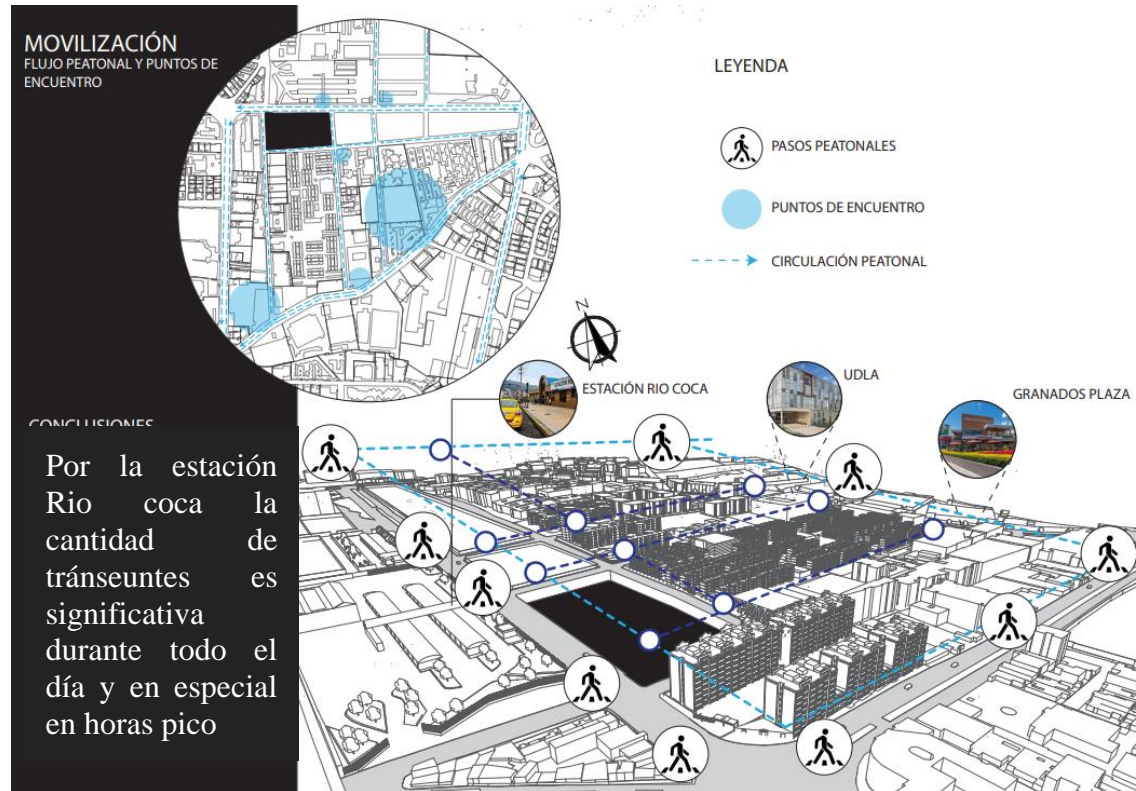 MOVILIZACIÓN
FLUJO PEATONAL Y PUNTOS DE
ENCUENTRO
LEYENDA
PASOS PEATONALES
PUNTOS DE ENCUENTRO
CIRCULACIÓN PEATONAL
N
ESTACIÓN RIO COCA
UDLA
GRANADOS PLAZA
CONCLUSIONES
Por la estación
Rio coca la
cantidad de
tránseuntes es
significativa
durante todo el
día y en especial
en horas pico